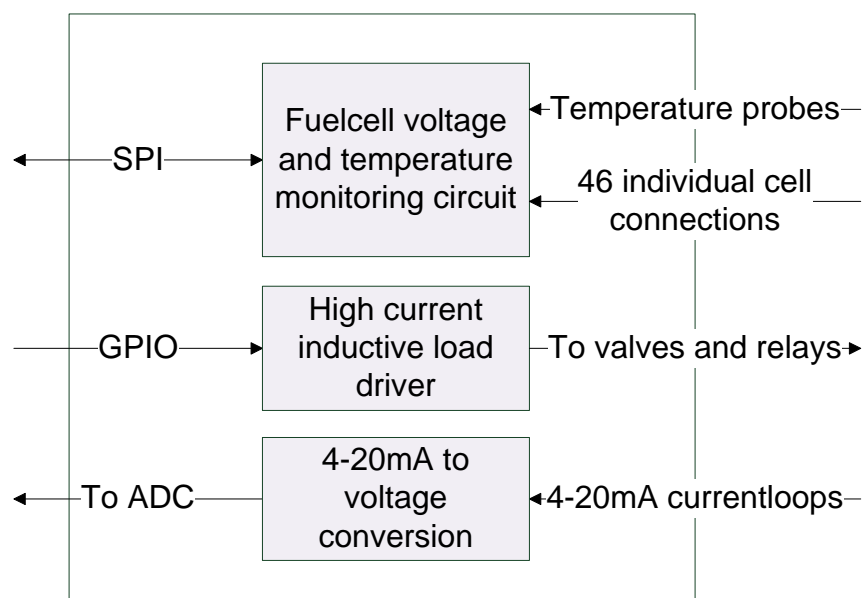 Fuelcell voltage
and temperature
monitoring circuit
SPI
Temperature probes
46 individual cell
connections
High current
inductive load
driver
GPIO
To valves and relays
4-20mA to
voltage
conversion
To ADC
4-20mA currentloops